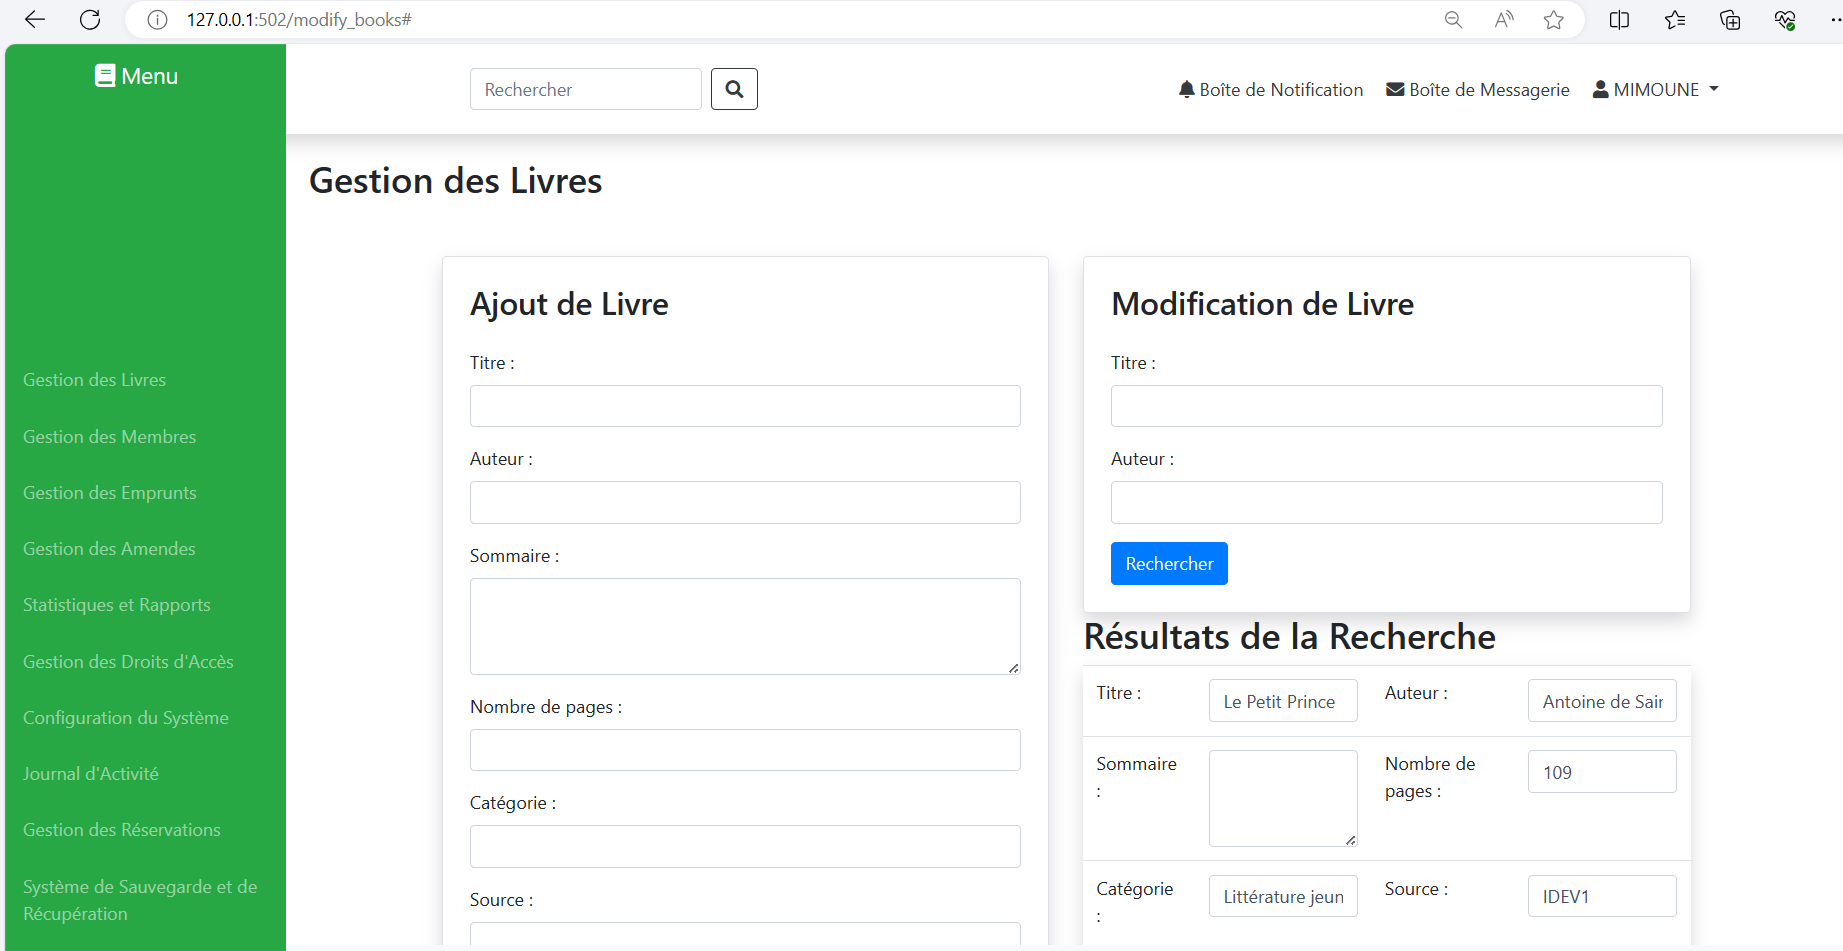 127.0.0.1:502/modify_books#
Menu
Rechercher
Boîte de Notification
Boîte de Messagerie
MIMOUNE
Gestion des Livres
Gestion des Membres
Gestion des Emprunts
Gestion des Amendes
Statistiques et Rapports
Gestion des Droits d'Accès
Configuration du Système
Journal d'Activité
Gestion des Réservations
Système de Sauvegarde et de
Récupération
Gestion des Livres
Ajout de Livre
Titre :
Auteur :
Sommaire :
Nombre de pages :
Catégorie :
Source :
Modification de Livre
Titre :
Auteur :
Rechercher
Résultats de la Recherche
Titre : Le Petit Prince Auteur : Antoine de Sair
Sommaire Nombre de 109
: pages :
Catégorie Littérature jeun Source : IDEV1
: